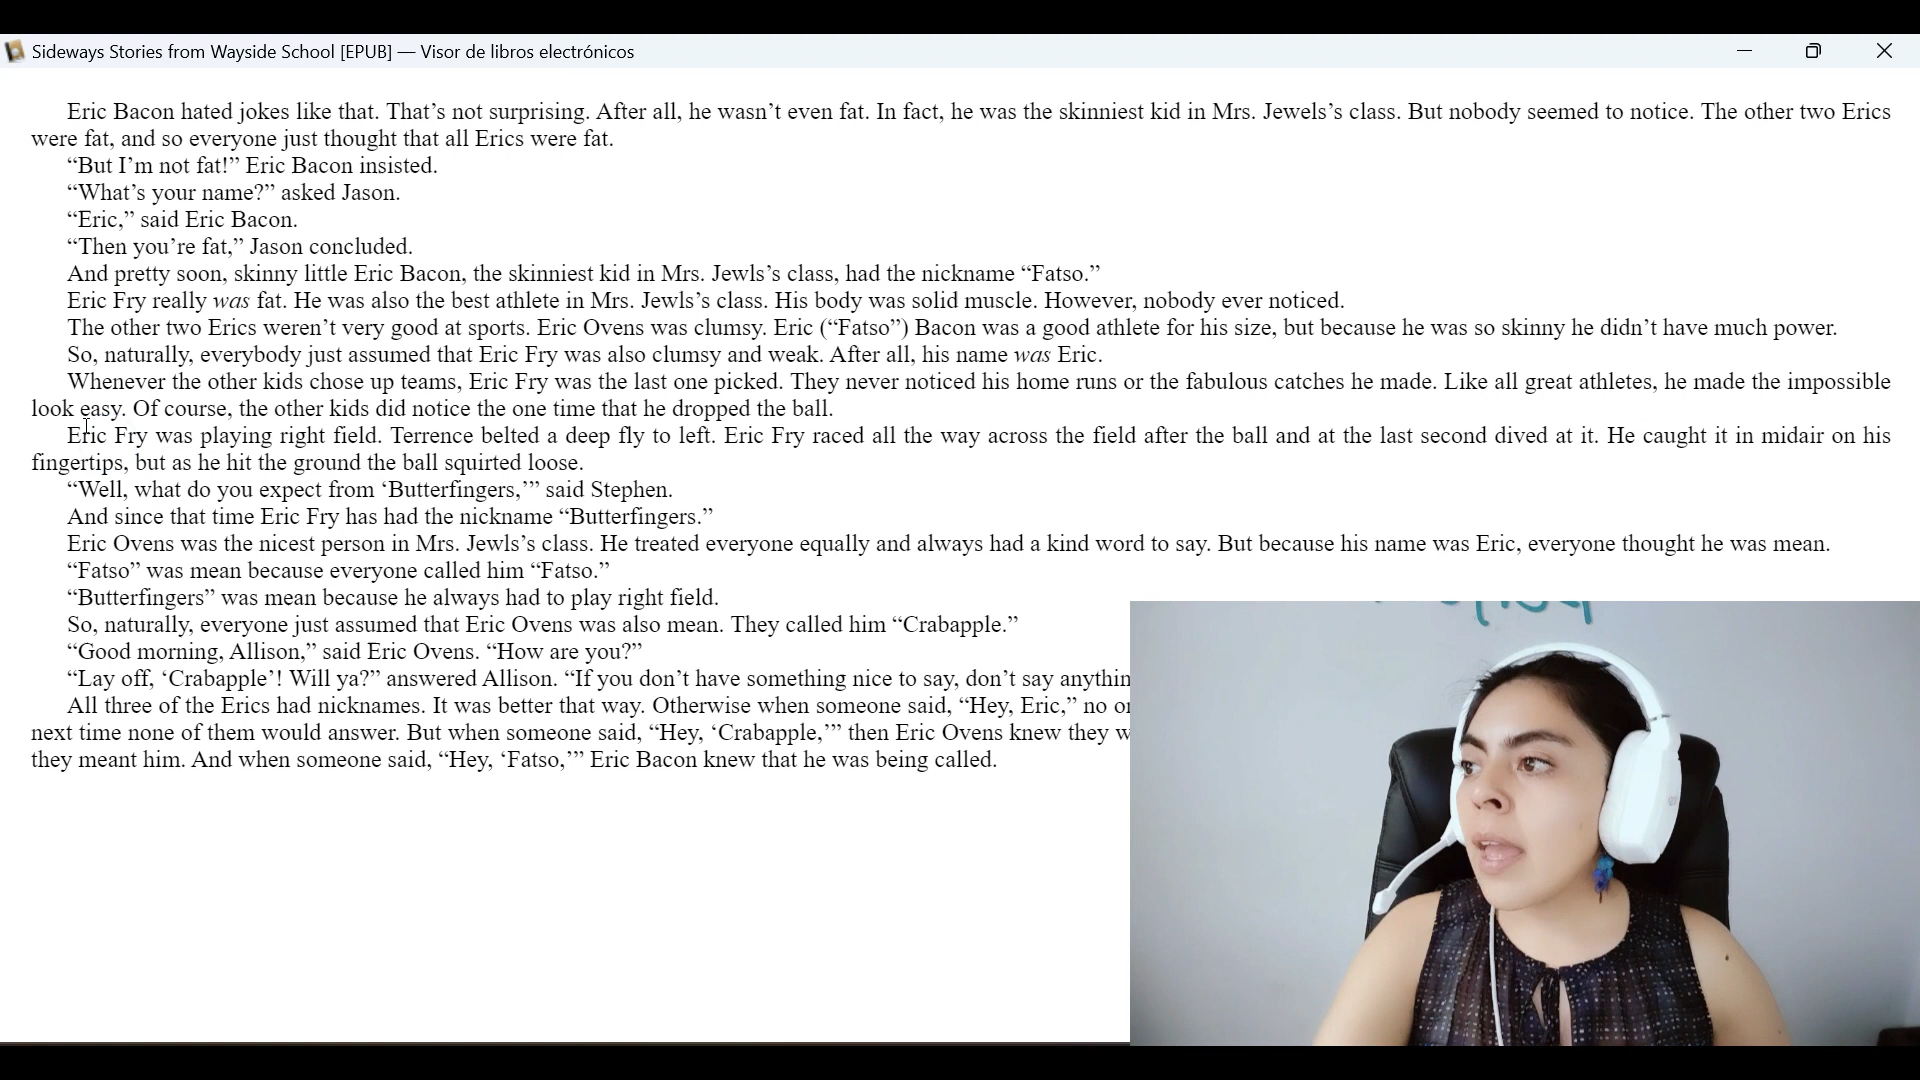 Sideways Stories from Wayside School [EPUB] — Visor de libros electrónicos
Eric Bacon hated jokes like that. That’s not surprising. After all, he wasn’t even fat. In fact, he was the skinniest kid in Mrs. Jewels’s class. But nobody seemed to notice. The other two Erics
were fat, and so everyone just thought that all Erics were fat.
“But I’m not fat!” Eric Bacon insisted.
“What’s your name?” asked Jason.
“Eric,” said Eric Bacon.
“Then you’re fat,” Jason concluded.
And pretty soon, skinny little Eric Bacon, the skinniest kid in Mrs. Jewls’s class, had the nickname “Fatso.”
Eric Fry really was fat. He was also the best athlete in Mrs. Jewls’s class. His body was solid muscle. However, nobody ever noticed.
The other two Erics weren’t very good at sports. Eric Ovens was clumsy. Eric (“Fatso”) Bacon was a good athlete for his size, but because he was so skinny he didn’t have much power.
So, naturally, everybody just assumed that Eric Fry was also clumsy and weak. After all, his name was Eric.
Whenever the other kids chose up teams, Eric Fry was the last one picked. They never noticed his home runs or the fabulous catches he made. Like all great athletes, he made the impossible
look easy. Of course, the other kids did notice the one time that he dropped the ball.
Eric Fry was playing right field. Terrence belted a deep fly to left. Eric Fry raced all the way across the field after the ball and at the last second dived at it. He caught it in midair on his
fingertips, but as he hit the ground the ball squirted loose.
“Well, what do you expect from ‘Butterfingers,’” said Stephen.
And since that time Eric Fry has had the nickname “Butterfingers.”
Eric Ovens was the nicest person in Mrs. Jewls’s class. He treated everyone equally and always had a kind word to say. But because his name was Eric, everyone thought he was mean.
“Fatso” was mean because everyone called him “Fatso.”
“Butterfingers” was mean because he always had to play right field.
So, naturally, everyone just assumed that Eric Ovens was also mean. They called him “Crabapple.”
“Good morning, Allison,” said Eric Ovens. “How are you?”
“Lay off, ‘Crabapple’! Will ya?” answered Allison. “If you don’t have something nice to say, don’t say
All three of the Erics had nicknames. It was better that way. Otherwise when someone said, “Hey, Eric,” no
next time none of them would answer. But when someone said, “Hey, ‘Crabapple,’” then Eric Ovens knew they
they meant him. And when someone said, “Hey, ‘Fatso,’” Eric Bacon knew that he was being called.